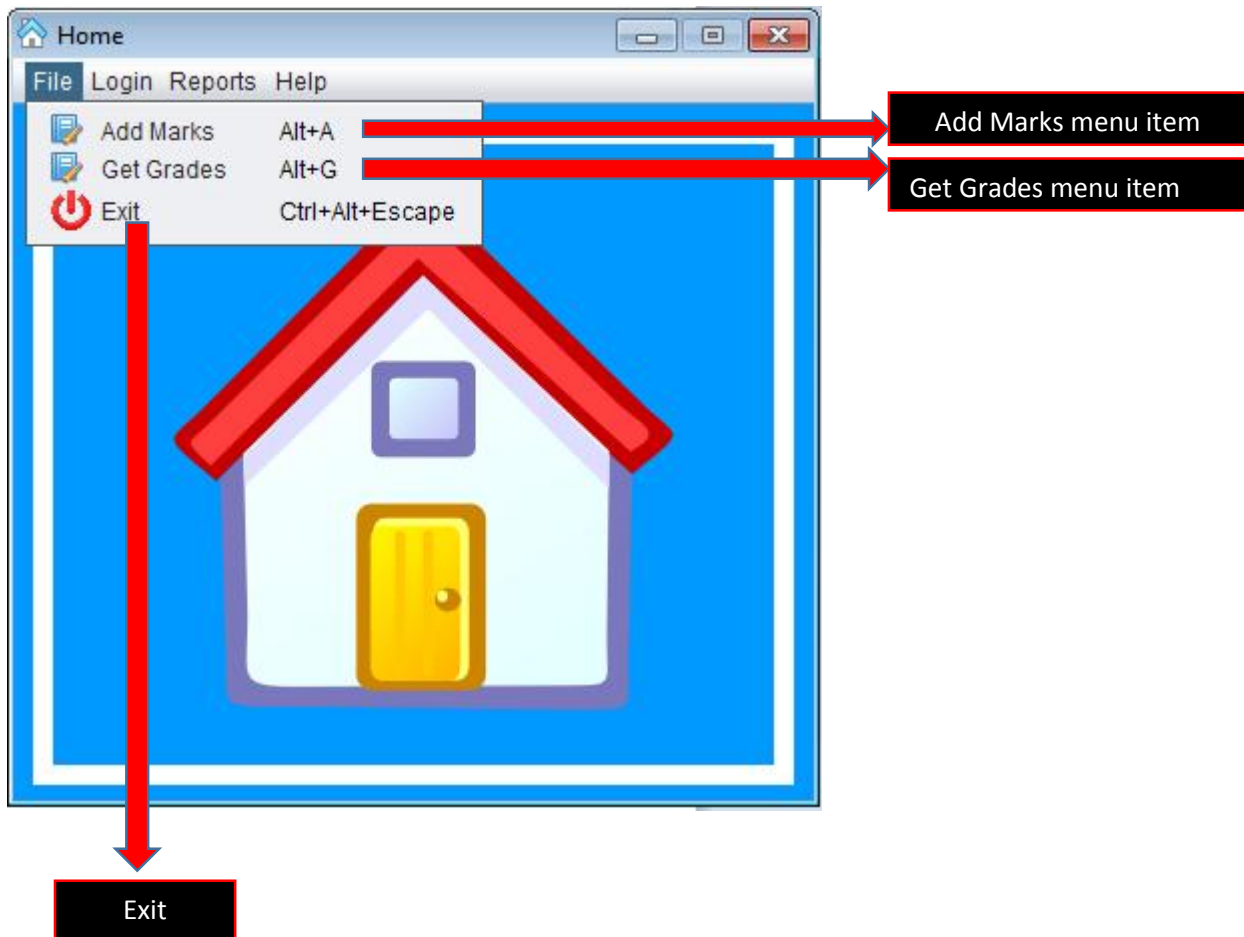 Home
File Login Reports Help
Add Marks Alt+A
Get Grades Alt+G
Exit Ctrl+Alt+Escape
Add Marks menu item
Get Grades menu item
Exit